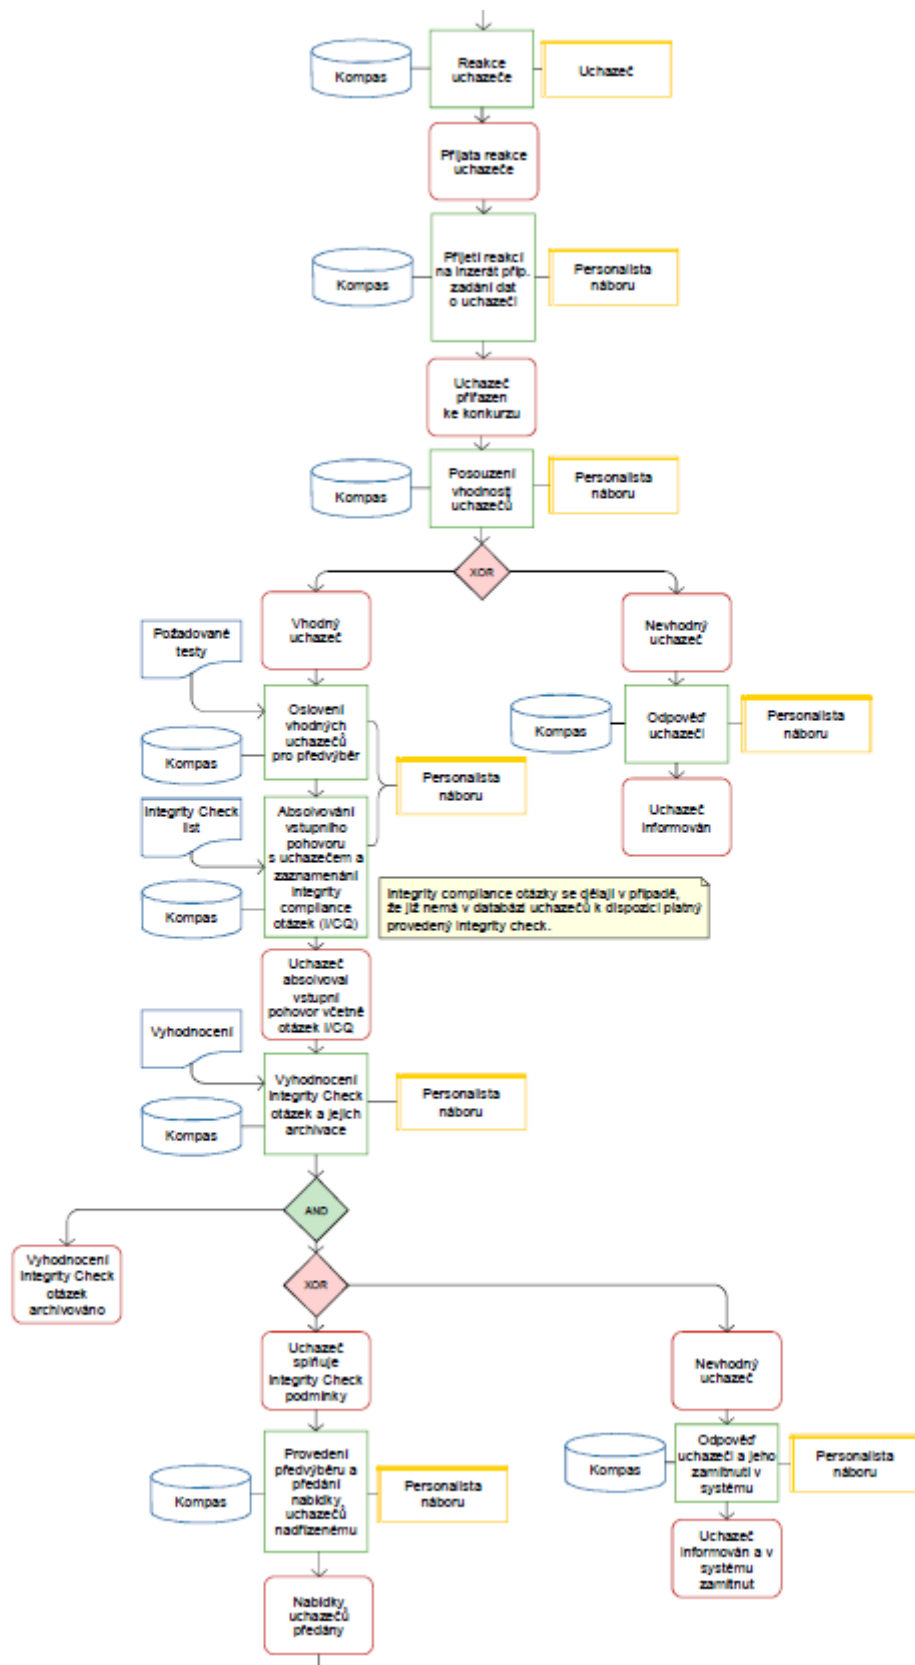 Kompas
Reakce
uchazeče
Uchazeč
Přijata reakce
uchazeče
Kompas
Přijetí reakcí
na inzerát příp.
zadání dat
o uchazeči
Personalista
náboru
Uchazeč
přiřazen
ke konkurzu
Kompas
Posouzení
vhodnosti
uchazečů
Personalista
náboru
XOR
Vhodný
uchazeč
Nevhodný
uchazeč
Požadované
testy
Oslovení
vhodných
uchazečů
pro předvýběr
Kompas
Kompas
Odpověď
uchazeči
Personalista
náboru
Personalista
náboru
Uchazeč
informován
Integrity Check
list
Absolvování
vstupního
pohovoru
s uchazečem a
zaznamenání
Integrity
compliance
otázek (I/CQ)
Kompas
Integrity compliance otázky se dělají v případě,
že již nemá v databázi uchazečů k dispozici platný
provedený Integrity check.
Uchazeč
absolvoval
vstupní
pohovor včetně
otázek I/CQ
Vyhodnocení
Vyhodnocení
Integrity Check
otázek a jejich
archivace
Kompas
Personalista
náboru
AND
Vyhodnocení
Integrity Check
otázek
archivováno
XOR
Uchazeč
splňuje
Integrity Check
podmínky
Nevhodný
uchazeč
Kompas
Provedení
předvýběru a
předání
nabídky
uchazečů
nadřízenému
Personalista
náboru
Kompas
Odpověď
uchazeči a jeho
zamítnutí v
systému
Personalista
náboru
Uchazeč
informován a v
systému
zamítnut
Nabídky
uchazečů
předány